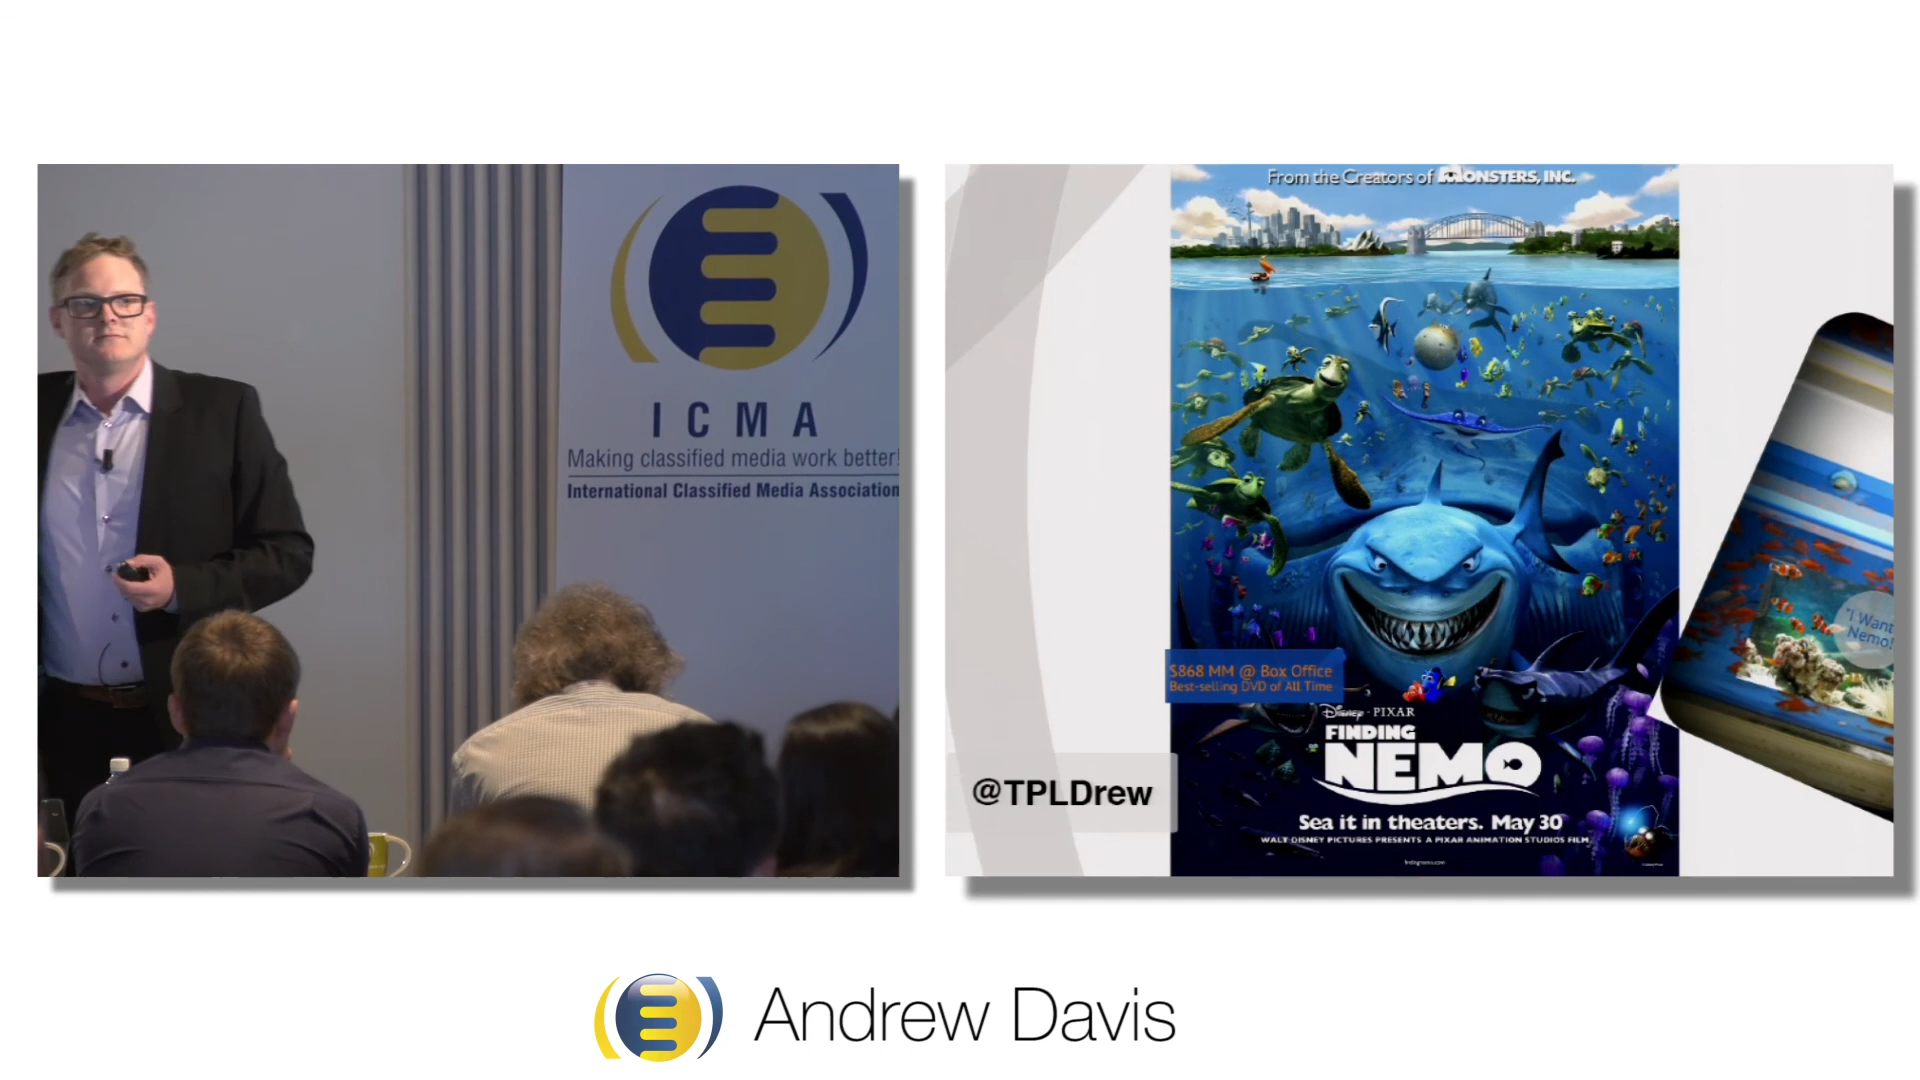 I C M A
Making classified media work better!
International Classified Media Association
From the Creators of MONSTERS, INC.
$868 MM @ Box Office
Best-selling DVD of All Time
DISNEY · PIXAR
FINDING
NEMO
Sea it in theaters. May 30
WALT DISNEY PICTURES PRESENTS A PIXAR ANIMATION STUDIOS FILM
findingnemo.com
"I Want
Nemo!
@TPLDrew
Andrew Davis